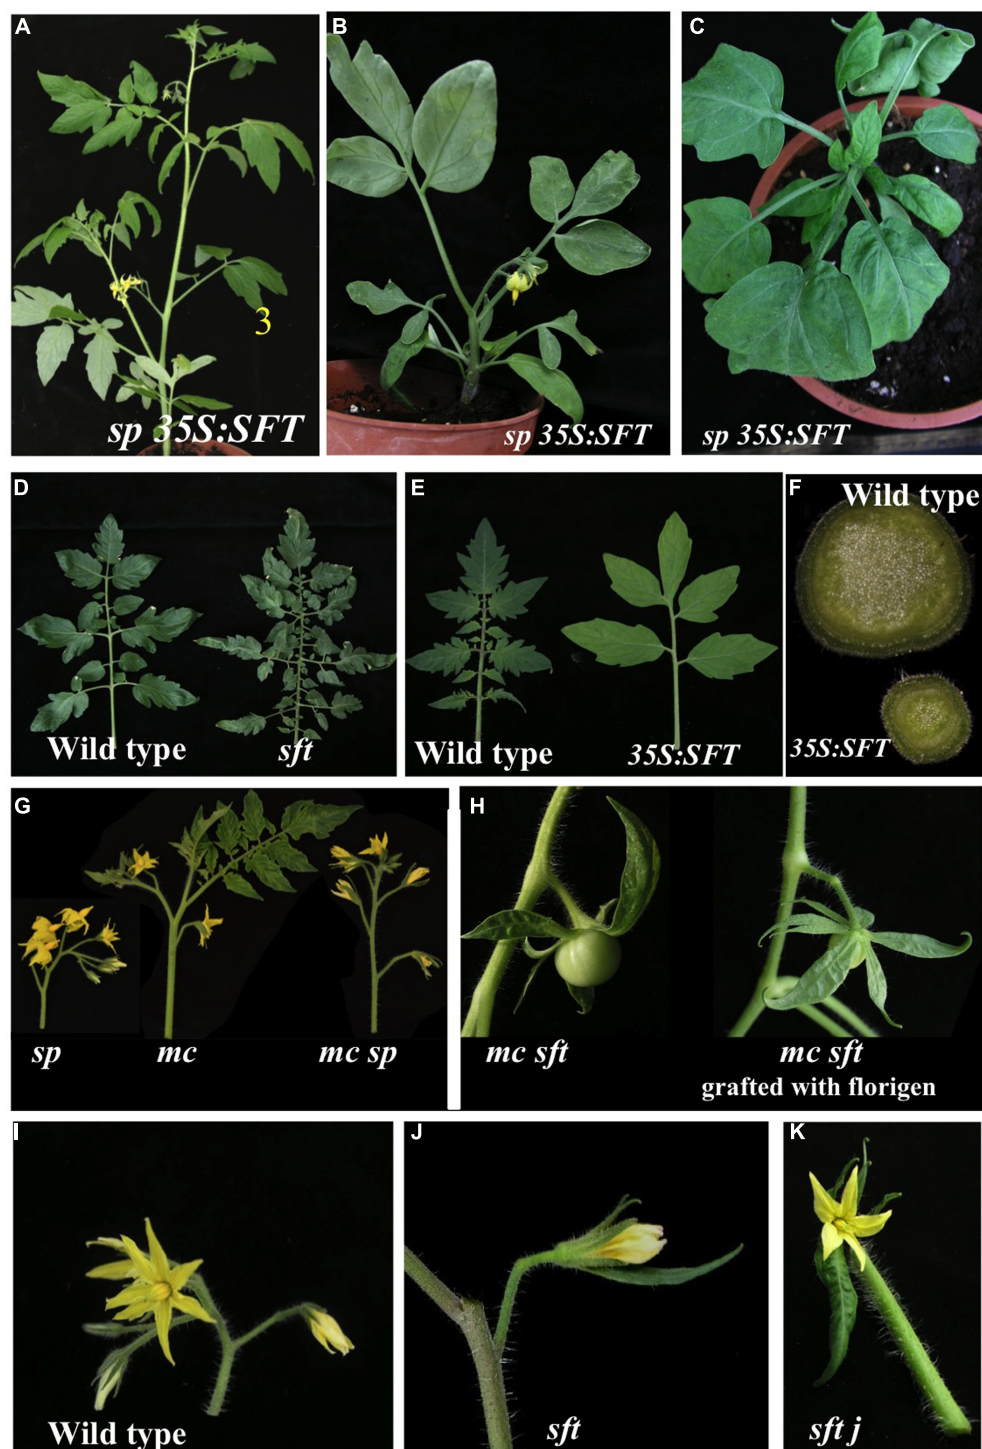 A
B
C
3
sp 35S:SFT
sp 35S:SFT
sp 35S:SFT
D
E
F
Wild type
Wild type
sft
Wild type
35S:SFT
35S:SFT
G
H
sp
mc
mc sp
mc sft
mc sft
grafted with florigen
I
J
K
Wild type
sft
sft j